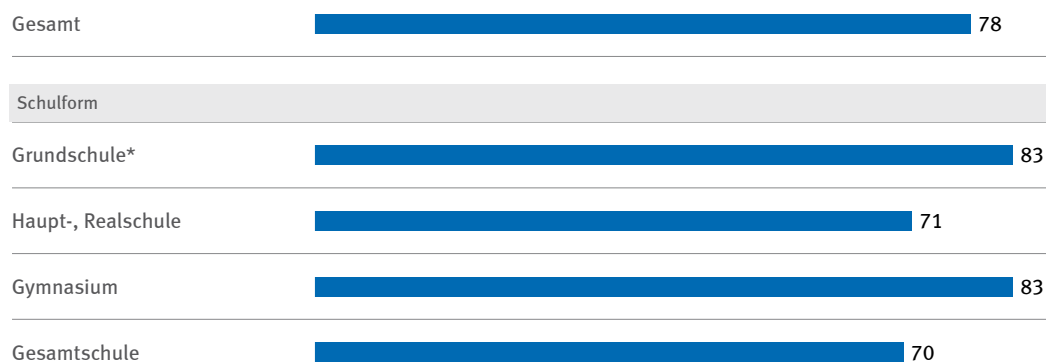 Gesamt 78
Schulform
Grundschule* 83
Haupt-, Realschule 71
Gymnasium 83
Gesamtschule 70